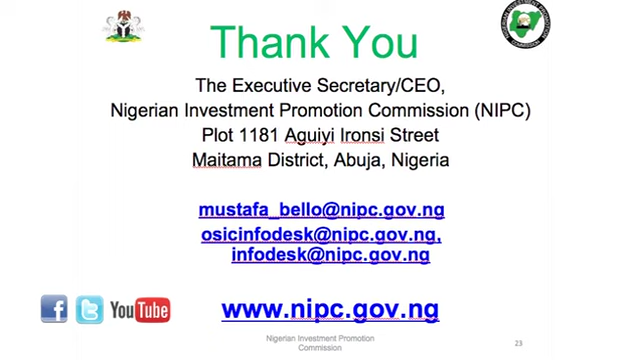 Thank You
The Executive Secretary/CEO,
Nigerian Investment Promotion Commission (NIPC)
Plot 1181 Aguiyi Ironsi Street
Maitama District, Abuja, Nigeria
mustafa_bello@nipc.gov.ng
osicinfodesk@nipc.gov.ng,
infodesk@nipc.gov.ng
f t YouTube
www.nipc.gov.ng
Nigerian Investment Promotion
Commission
23